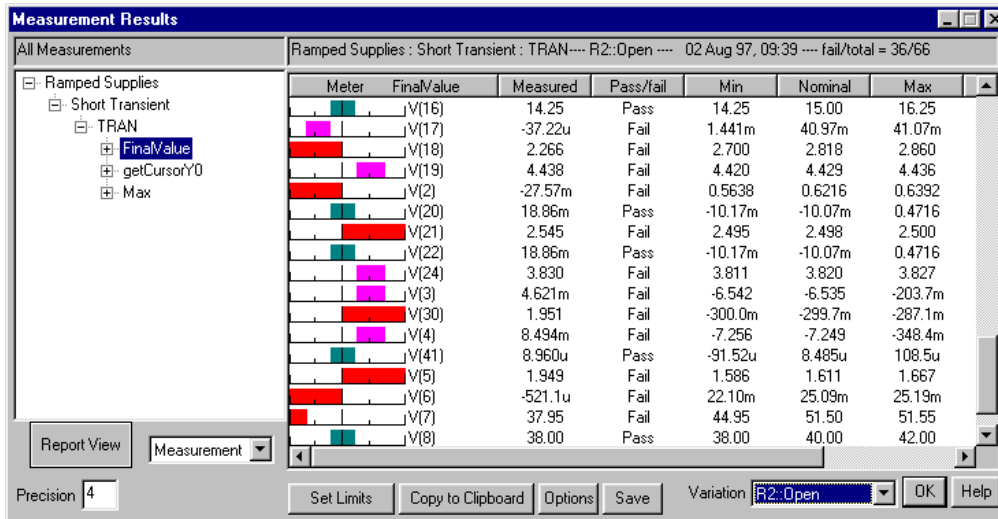 Measurement Results
All Measurements
Ramped Supplies : Short Transient : TRAN---- R2::Open ---- 02 Aug 97, 09:39 ---- fail/total = 36/66
Ramped Supplies
Short Transient
TRAN
FinalValue
getCursorY0
Max
Meter FinalValue Measured Pass/fail Min Nominal Max
V(16) 14.25 Pass 14.25 15.00 16.25
V(17) -37.22u Fail 1.441m 40.97m 41.07m
V(18) 2.266 Fail 2.700 2.818 2.860
V(19) 4.438 Fail 4.420 4.429 4.436
V(2) -27.57m Fail 0.5638 0.6216 0.6392
V(20) 18.86m Pass -10.17m -10.07m 0.4716
V(21) 2.545 Fail 2.495 2.498 2.500
V(22) 18.86m Pass -10.17m -10.07m 0.4716
V(24) 3.830 Fail 3.811 3.820 3.827
V(3) 4.621m Fail -6.542 -6.535 -203.7m
V(30) 1.951 Fail -300.0m -299.7m -287.1m
V(4) 8.494m Fail -7.256 -7.249 -348.4m
V(41) 8.960u Pass -91.52u 8.485u 108.5u
V(5) 1.949 Fail 1.586 1.611 1.667
V(6) -521.1u Fail 22.10m 25.09m 25.19m
V(7) 37.95 Fail 44.95 51.50 51.55
V(8) 38.00 Pass 38.00 40.00 42.00
Report View Measurement
Precision 4
Set Limits Copy to Clipboard Options Save Variation R2::Open OK Help